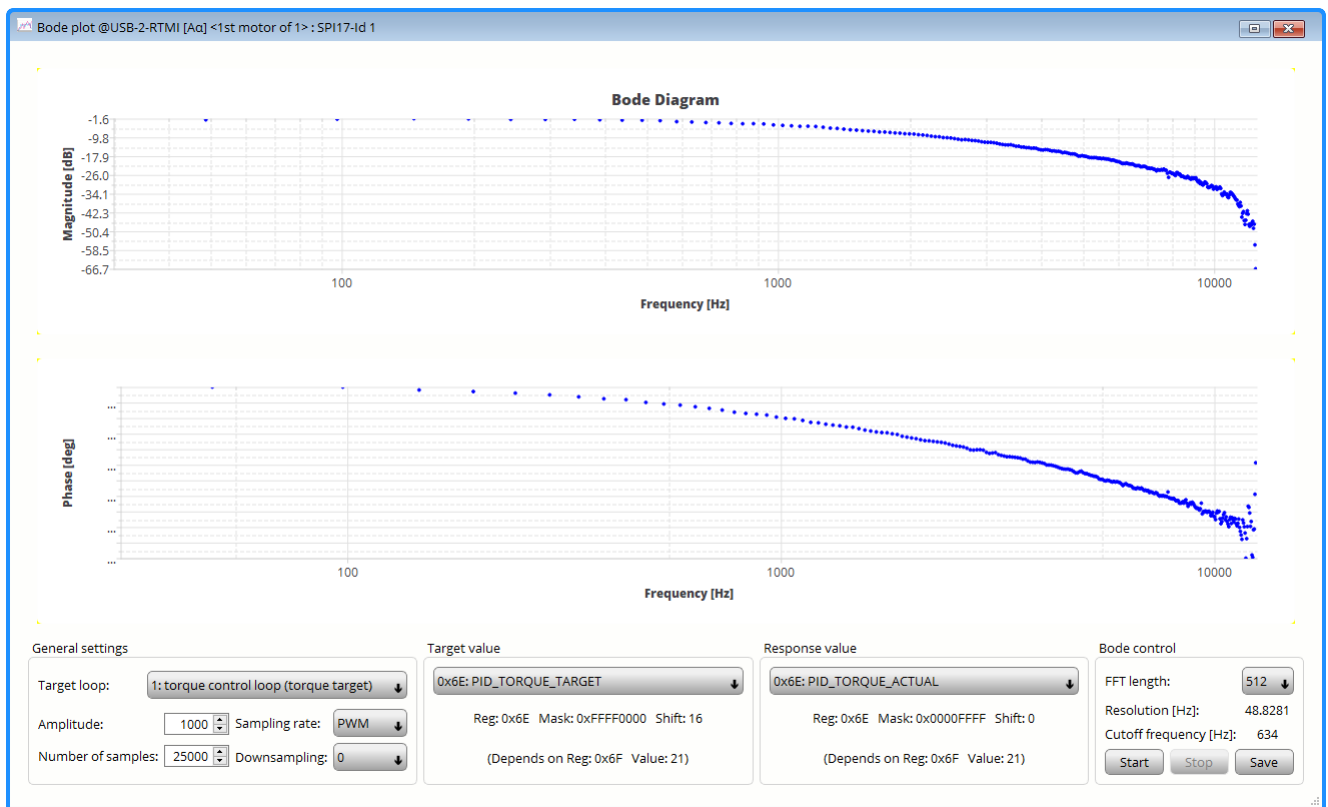 Bode plot @USB-2-RTMI [Aα] <1st motor of 1> : SPI17-Id 1
Bode Diagram
Magnitude [dB]
-1.6
-9.8
-17.9
-26.0
-34.1
-42.3
-50.4
-58.5
-66.7
100
1000
10000
Frequency [Hz]
Phase [deg]
...
...
...
...
...
...
100
1000
10000
Frequency [Hz]
General settings
Target loop: 1: torque control loop (torque target)
Amplitude: 1000 Sampling rate: PWM
Number of samples: 25000 Downsampling: 0
Target value
0x6E: PID_TORQUE_TARGET
Reg: 0x6E Mask: 0xFFFF0000 Shift: 16
(Depends on Reg: 0x6F Value: 21)
Response value
0x6E: PID_TORQUE_ACTUAL
Reg: 0x6E Mask: 0x0000FFFF Shift: 0
(Depends on Reg: 0x6F Value: 21)
Bode control
FFT length: 512
Resolution [Hz]: 48.8281
Cutoff frequency [Hz]: 634
Start Stop Save